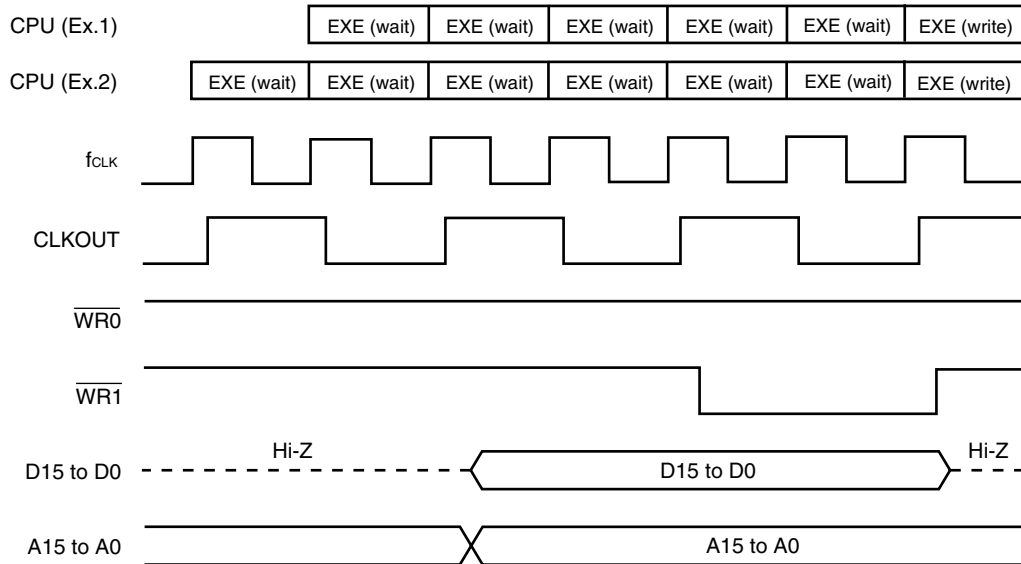 CPU (Ex.1) EXE (wait) EXE (wait) EXE (wait) EXE (wait) EXE (wait) EXE (write)
CPU (Ex.2) EXE (wait) EXE (wait) EXE (wait) EXE (wait) EXE (wait) EXE (wait) EXE (write)
fCLK
CLKOUT
WR0
WR1
Hi-Z Hi-Z
D15 to D0 D15 to D0
A15 to A0 A15 to A0